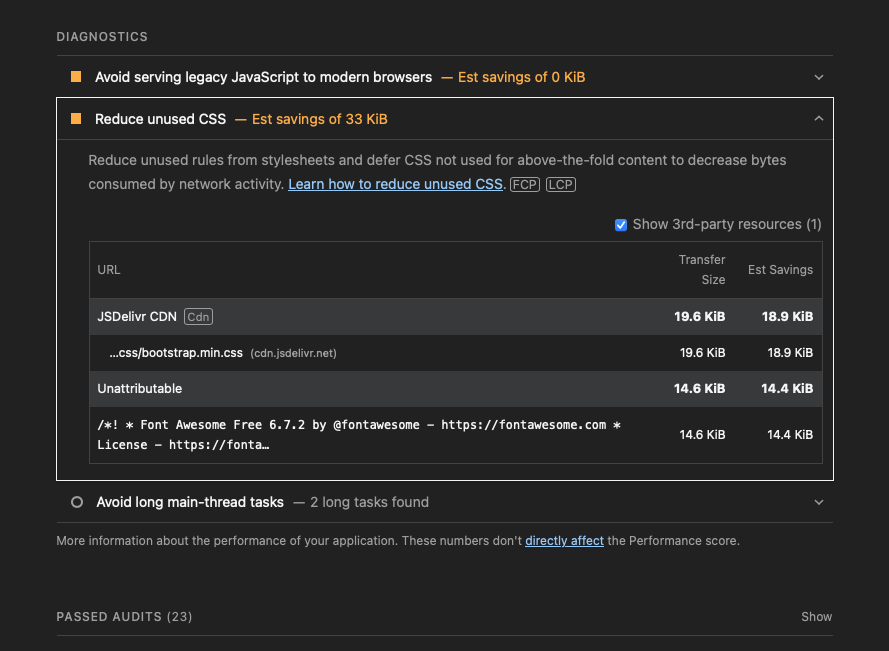 DIAGNOSTICS
Avoid serving legacy JavaScript to modern browsers — Est savings of 0 KiB
Reduce unused CSS — Est savings of 33 KiB
Reduce unused rules from stylesheets and defer CSS not used for above-the-fold content to decrease bytes
consumed by network activity. Learn how to reduce unused CSS. FCP LCP
Show 3rd-party resources (1)
URL Transfer Size Est Savings
JSDelivr CDN Cdn 19.6 KiB 18.9 KiB
…css/bootstrap.min.css (cdn.jsdelivr.net) 19.6 KiB 18.9 KiB
Unattributable 14.6 KiB 14.4 KiB
/*! * Font Awesome Free 6.7.2 by @fontawesome - https://fontawesome.com *
License - https://fonta… 14.6 KiB 14.4 KiB
Avoid long main-thread tasks — 2 long tasks found
More information about the performance of your application. These numbers don't directly affect the Performance score.
PASSED AUDITS (23) Show